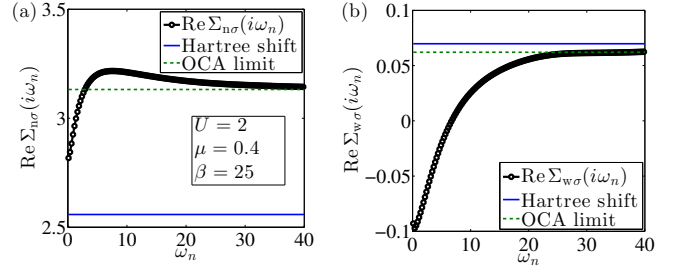 (a)
3.5
3
2.5
Re Σnσ(iωn)
Re Σnσ(iωn)
Hartree shift
OCA limit
U = 2
μ = 0.4
β = 25
0 10 20 30 40
ωn
(b)
0.1
0.05
0
−0.05
−0.1
Re Σwσ(iωn)
Re Σwσ(iωn)
Hartree shift
OCA limit
0 10 20 30 40
ωn